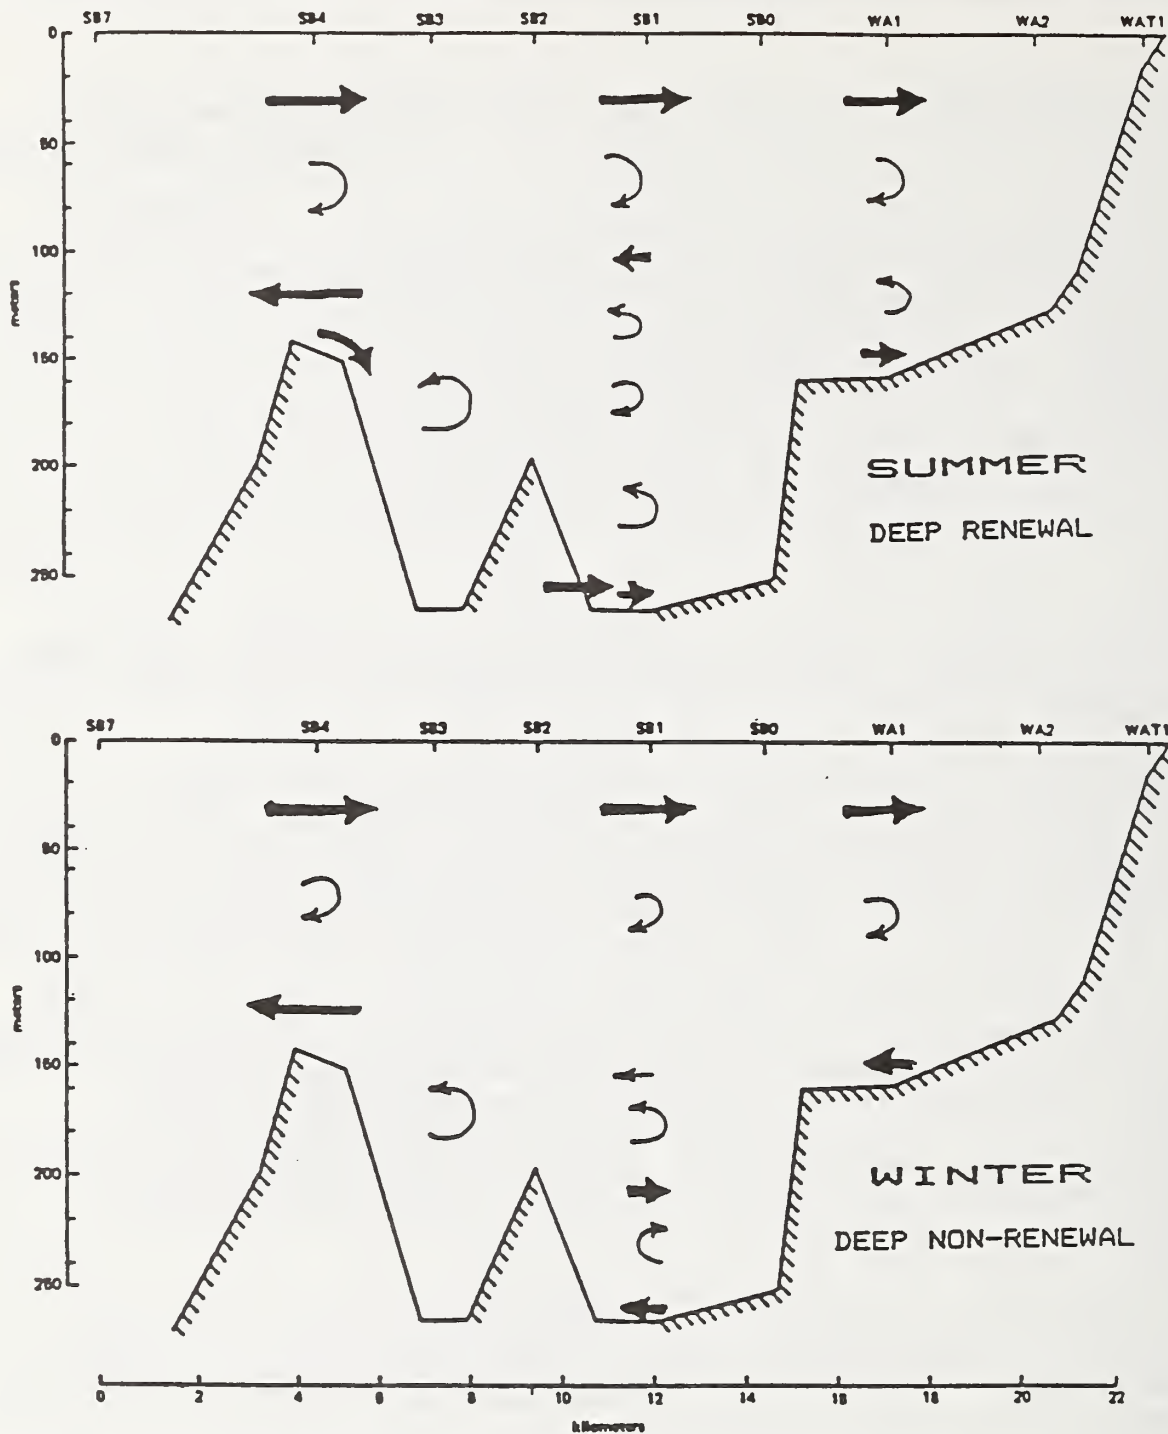 SB7 SB4 SB3 SB2 SB1 SB0 WA1 WA2 WAT1
0
50
100
150
200
250
meters
SUMMER
DEEP RENEWAL
SB7 SB4 SB3 SB2 SB1 SB0 WA1 WA2 WAT1
0
50
100
150
200
250
meters
WINTER
DEEP NON-RENEWAL
0 2 4 6 8 10 12 14 16 18 20 22
kilometers